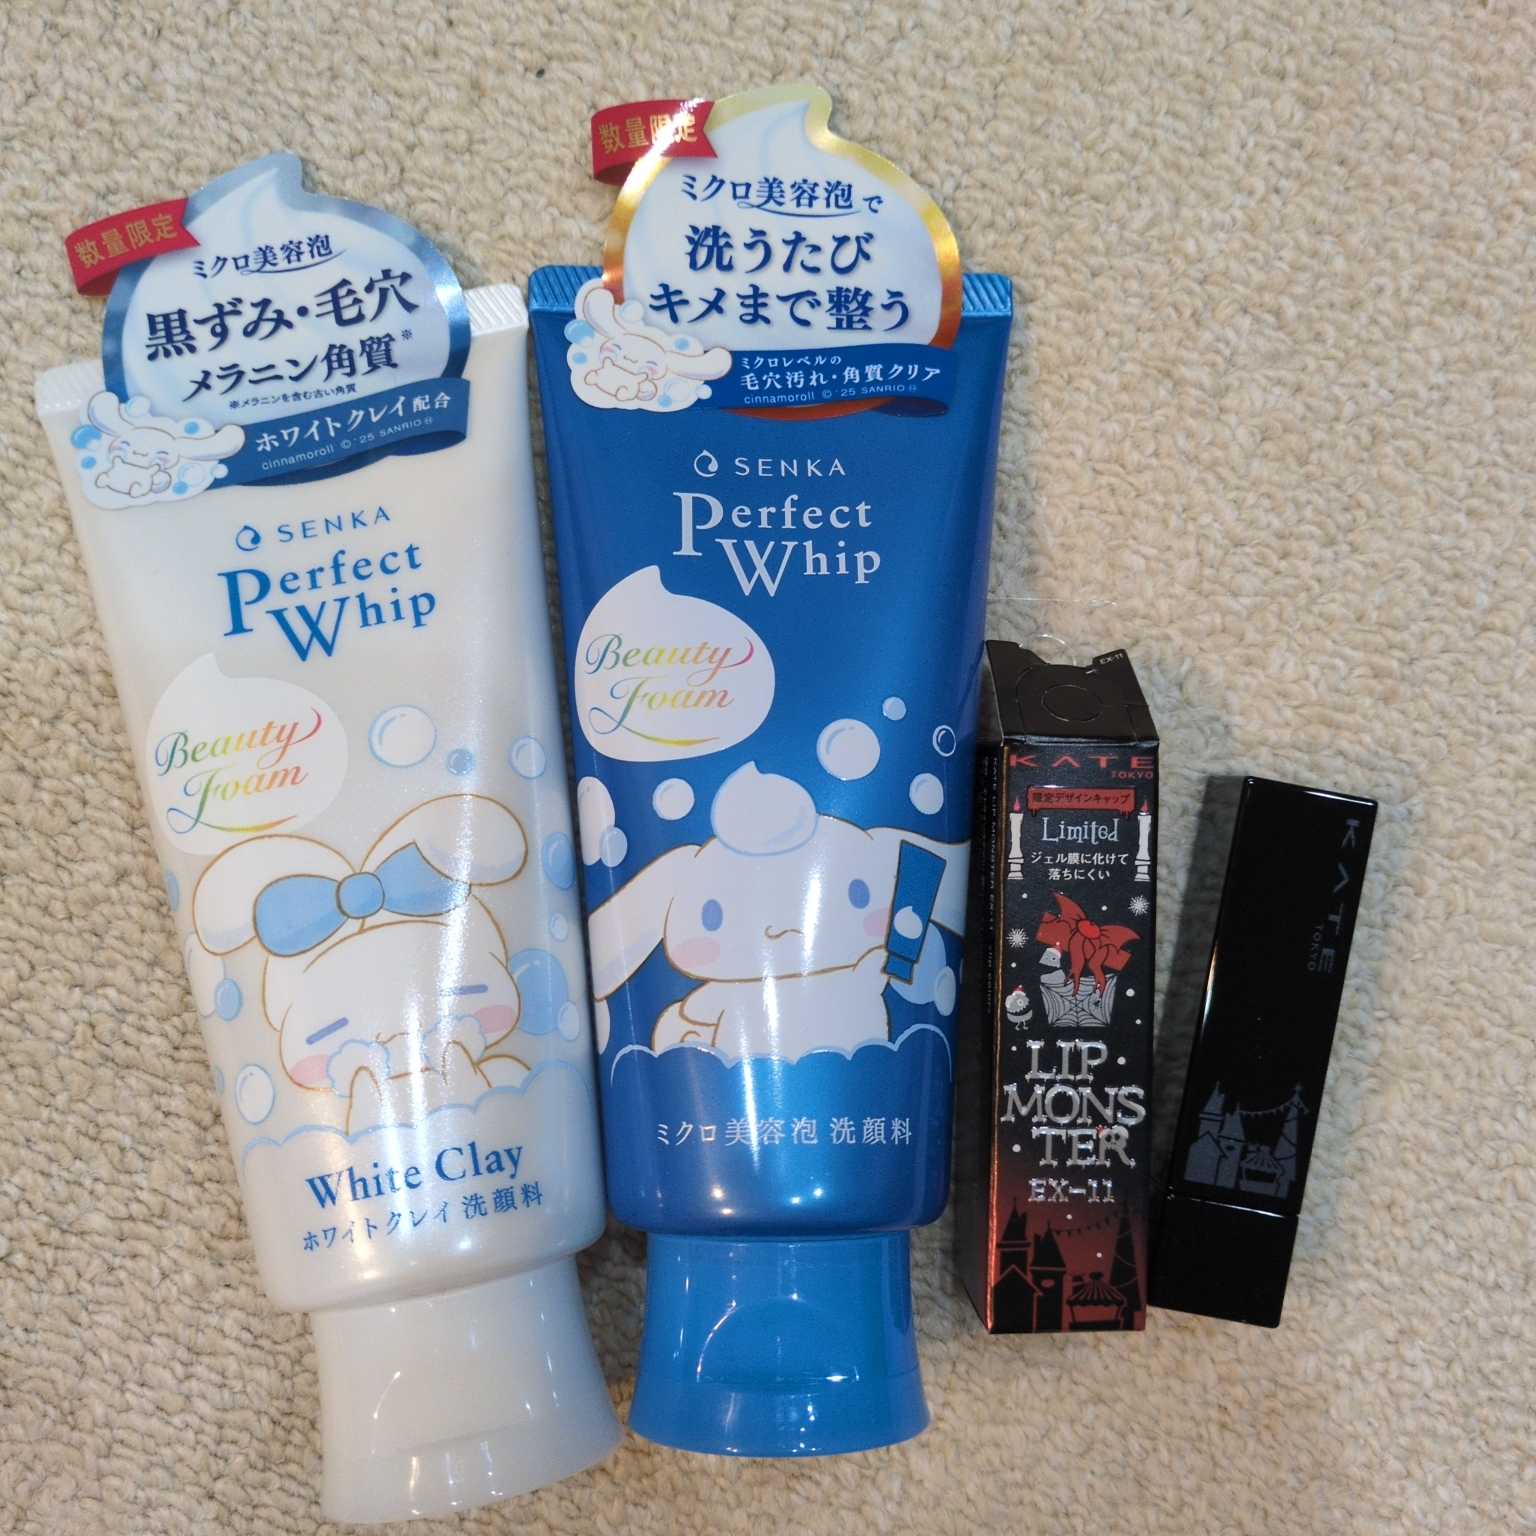 数量限定
ミクロ美容泡
黒ずみ・毛穴
メラニン角質※
※メラニンを含む古い角質
ホワイトクレイ配合
cinnamoroll © '25 SANRIO
SENKA
Perfect
Whip
Beauty
Foam
White Clay
ホワイトクレイ 洗顔料
数量限定
ミクロ美容泡で
洗うたび
キメまで整う
ミクロレベルの
毛穴汚れ・角質クリア
cinnamoroll © '25 SANRIO
SENKA
Perfect
Whip
Beauty
Foam
ミクロ美容泡 洗顔料
EX-11
KATE
TOKYO
限定デザインキャップ
Limited
ジェル膜に化けて
落ちにくい
LIP
MONS
TER
EX-11
KATE
TOKYO